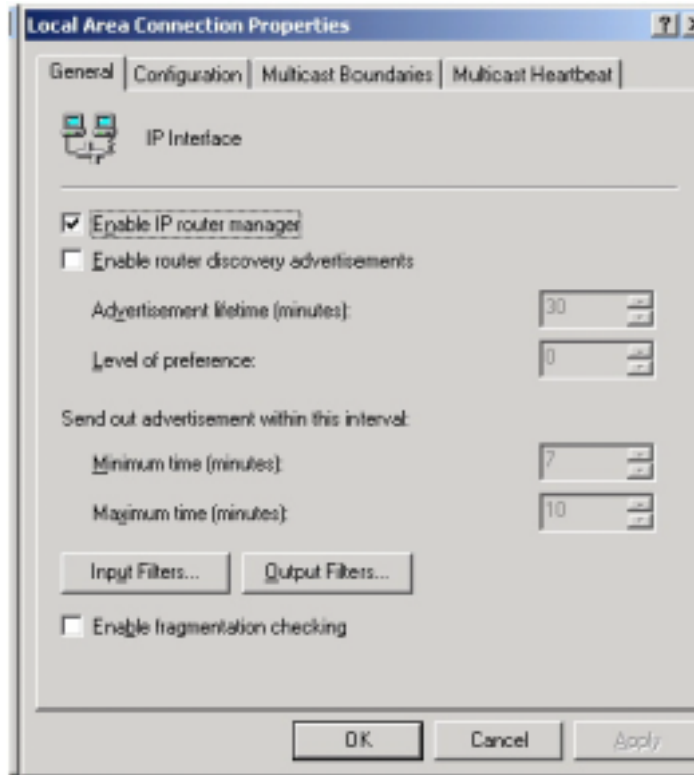 Local Area Connection Properties
General Configuration Multicast Boundaries Multicast Heartbeat
IP Interface
Enable IP router manager
Enable router discovery advertisements
Advertisement lifetime (minutes): 30
Level of preference: 0
Send out advertisement within this interval:
Minimum time (minutes): 7
Maximum time (minutes): 10
Input Filters... Output Filters...
Enable fragmentation checking
OK Cancel Apply